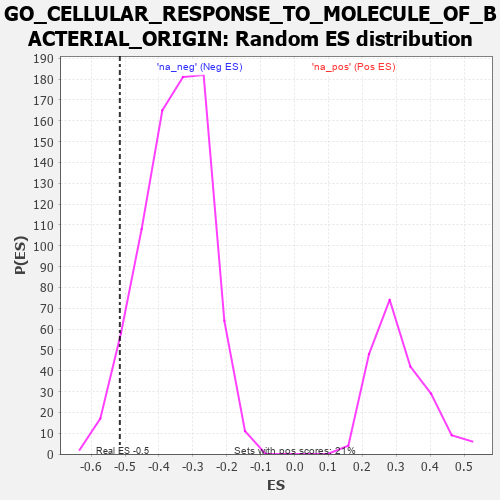 GO_CELLULAR_RESPONSE_TO_MOLECULE_OF_B
ACTERIAL_ORIGIN: Random ES distribution
'na_neg' (Neg ES)
'na_pos' (Pos ES)
190
180
170
160
150
140
130
120
110
100
90
80
70
60
50
40
30
20
10
0
P(ES)
Real ES -0.5
Sets with pos scores: 21%
-0.6 -0.5 -0.4 -0.3 -0.2 -0.1 0.0 0.1 0.2 0.3 0.4 0.5
ES